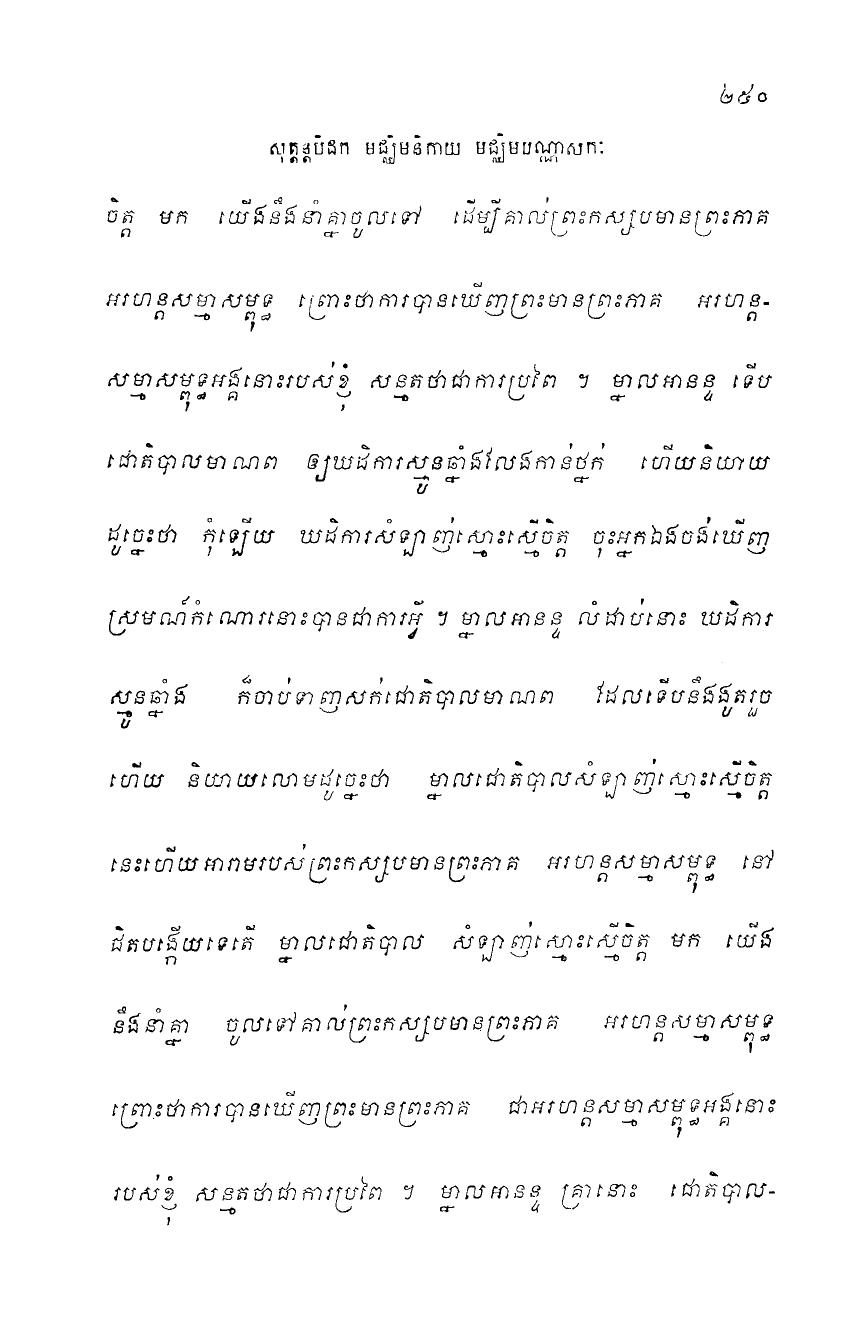 ២៥០
សុត្តន្តបិដក មជ្ឈិមនិកាយ មជ្ឈិមបណ្ណាសកៈ
ចិត្ត មក យើងនឹងនាំគ្នាចូលទៅ ដើម្បីគាល់ព្រះកស្សបមានព្រះភាគ
អរហន្តសម្មាសម្ពុទ្ធ ព្រោះថាការបានឃើញព្រះមានព្រះភាគ អរហន្ត-
សម្មាសម្ពុទ្ធអង្គនោះរបស់ខ្ញុំ សន្មតថាជាការប្រពៃ ។ ម្នាលអានន្ទ ទើប
ជោតិបាលមាណព ឲ្យឃដិការស្មូនឆ្នាំងលែងកាន់ថ្នក់ ហើយនិយាយ
ដូច្នេះថា កុំឡើយ ឃដិការសំឡាញ់ស្មោះស្មើចិត្ត ចុះអ្នកឯងចង់ឃើញ
ស្រមណ៍កំណោរនោះបានជាការអ្វី ។ ម្នាលអានន្ទ លំដាប់នោះ ឃដិការ
ស្មូនឆ្នាំង ក៏ចាប់ទាញសក់ជោតិបាលមាណព ដែលទើបនឹងងូតរួច
ហើយ និយាយលោមដូច្នេះថា ម្នាលជោតិបាលសំឡាញ់ស្មោះស្មើចិត្ត
នេះហើយអារាមរបស់ព្រះកស្សបមានព្រះភាគ អរហន្តសម្មាសម្ពុទ្ធ នៅ
ជិតបង្កើយទេតើ ម្នាលជោតិបាល សំឡាញ់ស្មោះស្មើចិត្ត មក យើង
នឹងនាំគ្នា ចូលទៅគាល់ព្រះកស្សបមានព្រះភាគ អរហន្តសម្មាសម្ពុទ្ធ
ព្រោះថាការបានឃើញព្រះមានព្រះភាគ ជាអរហន្តសម្មាសម្ពុទ្ធអង្គនោះ
របស់ខ្ញុំ សន្មតថាជាការប្រពៃ ។ ម្នាលអានន្ទ គ្រានោះ ជោតិបាល-